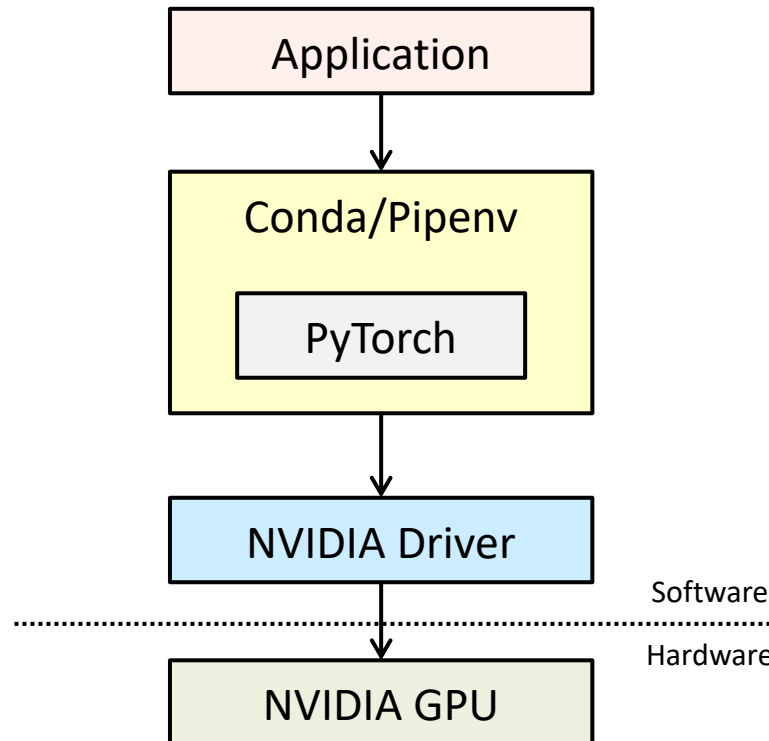 Application
Conda/Pipenv
PyTorch
NVIDIA Driver
Software
Hardware
NVIDIA GPU